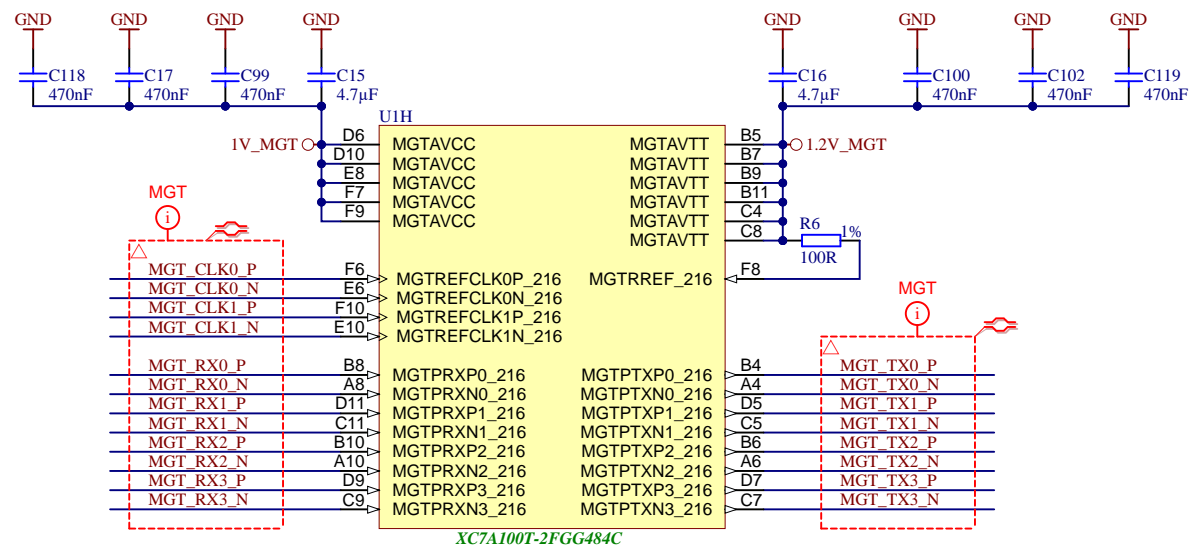 GND GND GND GND GND GND GND GND
C118 C17 C99 C15 C16 C100 C102 C119
470nF 470nF 470nF 4.7µF 4.7µF 470nF 470nF 470nF
U1H
1V_MGT D6 MGTAVCC MGTAVTT B5 1.2V_MGT
D10 MGTAVCC MGTAVTT B7
E8 MGTAVCC MGTAVTT B9
F7 MGTAVCC MGTAVTT B11
F9 MGTAVCC MGTAVTT C4
MGTAVTT C8 R6 1%
100R
MGT
i
MGT_CLK0_P F6 MGTREFCLK0P_216 MGTRREF_216 F8
MGT_CLK0_N E6 MGTREFCLK0N_216
MGT_CLK1_P F10 MGTREFCLK1P_216
MGT_CLK1_N E10 MGTREFCLK1N_216
MGT
i
MGT_RX0_P B8 MGTPRXP0_216 MGTPTXP0_216 B4 MGT_TX0_P
MGT_RX0_N A8 MGTPRXN0_216 MGTPTXN0_216 A4 MGT_TX0_N
MGT_RX1_P D11 MGTPRXP1_216 MGTPTXP1_216 D5 MGT_TX1_P
MGT_RX1_N C11 MGTPRXN1_216 MGTPTXN1_216 C5 MGT_TX1_N
MGT_RX2_P B10 MGTPRXP2_216 MGTPTXP2_216 B6 MGT_TX2_P
MGT_RX2_N A10 MGTPRXN2_216 MGTPTXN2_216 A6 MGT_TX2_N
MGT_RX3_P D9 MGTPRXP3_216 MGTPTXP3_216 D7 MGT_TX3_P
MGT_RX3_N C9 MGTPRXN3_216 MGTPTXN3_216 C7 MGT_TX3_N
XC7A100T-2FGG484C